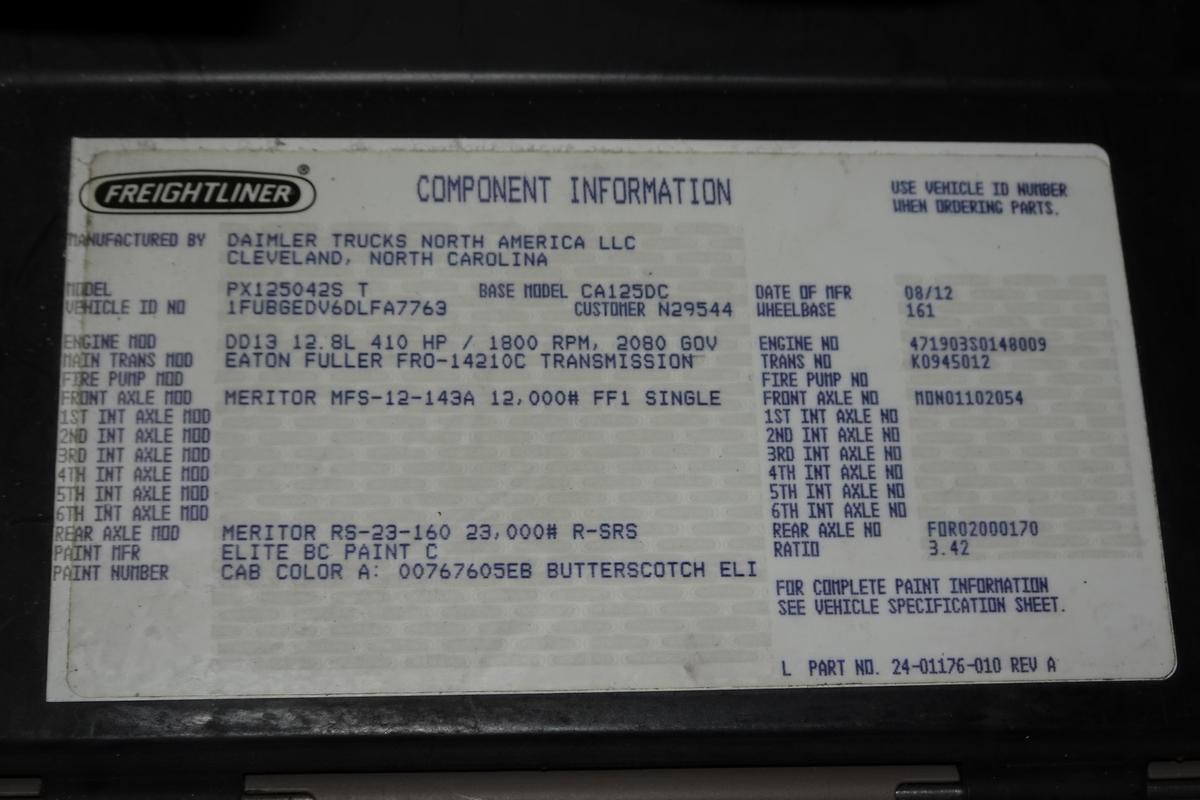 FREIGHTLINER®
COMPONENT INFORMATION
USE VEHICLE ID NUMBER
WHEN ORDERING PARTS.
MANUFACTURED BY DAIMLER TRUCKS NORTH AMERICA LLC
CLEVELAND, NORTH CAROLINA
MODEL PX125042S T BASE MODEL CA125DC DATE OF MFR 08/12
VEHICLE ID NO 1FUBGEDV6DLFA7763 CUSTOMER N29544 WHEELBASE 161
ENGINE MOD DD13 12.8L 410 HP / 1800 RPM, 2080 GOV ENGINE NO 471903S0148009
MAIN TRANS MOD EATON FULLER FRO-14210C TRANSMISSION TRANS NO K0945012
FIRE PUMP MOD FIRE PUMP NO
FRONT AXLE MOD MERITOR MFS-12-143A 12,000# FF1 SINGLE FRONT AXLE NO MON01102054
1ST INT AXLE MOD 1ST INT AXLE NO
2ND INT AXLE MOD 2ND INT AXLE NO
3RD INT AXLE MOD 3RD INT AXLE NO
4TH INT AXLE MOD 4TH INT AXLE NO
5TH INT AXLE MOD 5TH INT AXLE NO
6TH INT AXLE MOD 6TH INT AXLE NO
REAR AXLE MOD MERITOR RS-23-160 23,000# R-SRS REAR AXLE NO FOR02000170
PAINT MFR ELITE BC PAINT C RATIO 3.42
PAINT NUMBER CAB COLOR A: 00767605EB BUTTERSCOTCH ELI
FOR COMPLETE PAINT INFORMATION
SEE VEHICLE SPECIFICATION SHEET.
L PART NO. 24-01176-010 REV A